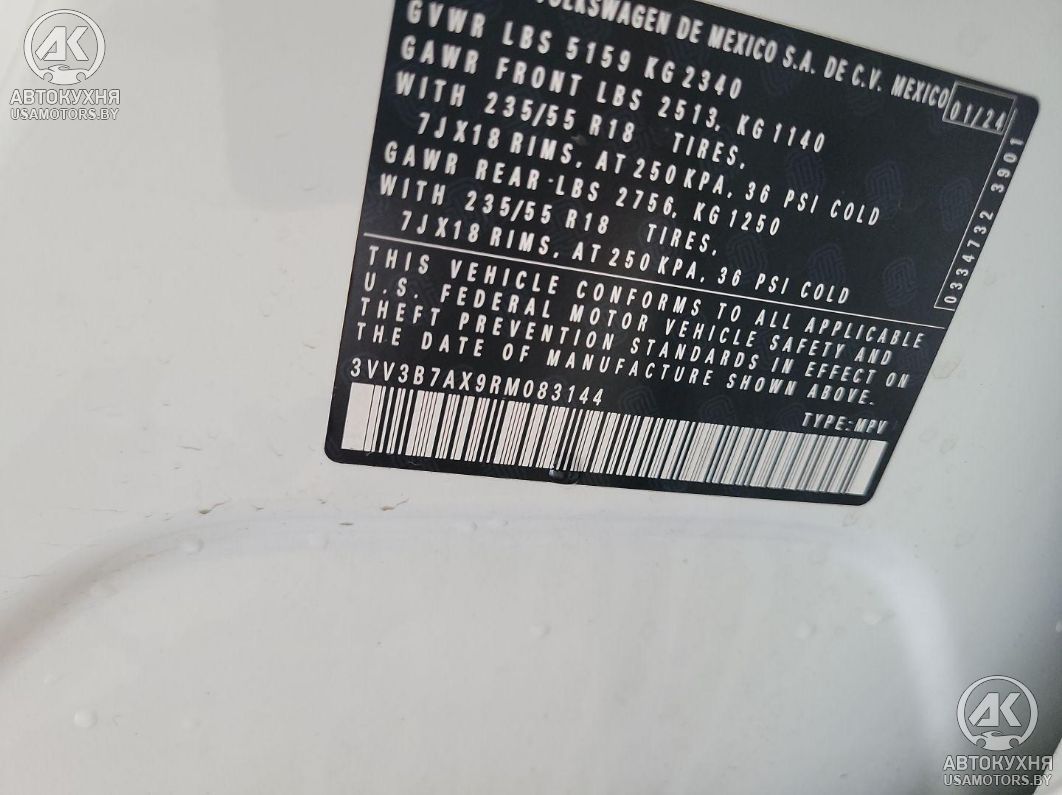 AK
АВТОКУХНЯ
USAMOTORS.BY
VOLKSWAGEN DE MEXICO S.A. DE C.V. MEXICO
01/24
GVWR LBS 5159 KG 2340
GAWR FRONT LBS 2513, KG 1140
WITH 235/55 R18 TIRES,
7JX18 RIMS, AT 250 KPA, 36 PSI COLD
GAWR REAR-LBS 2756, KG 1250
WITH 235/55 R18 TIRES,
7JX18 RIMS, AT 250 KPA, 36 PSI COLD
0334732 3901
THIS VEHICLE CONFORMS TO ALL APPLICABLE
U.S. FEDERAL MOTOR VEHICLE SAFETY AND
THEFT PREVENTION STANDARDS IN EFFECT ON
THE DATE OF MANUFACTURE SHOWN ABOVE.
3VV3B7AX9RM083144
TYPE:MPV
AK
АВТОКУХНЯ
USAMOTORS.BY